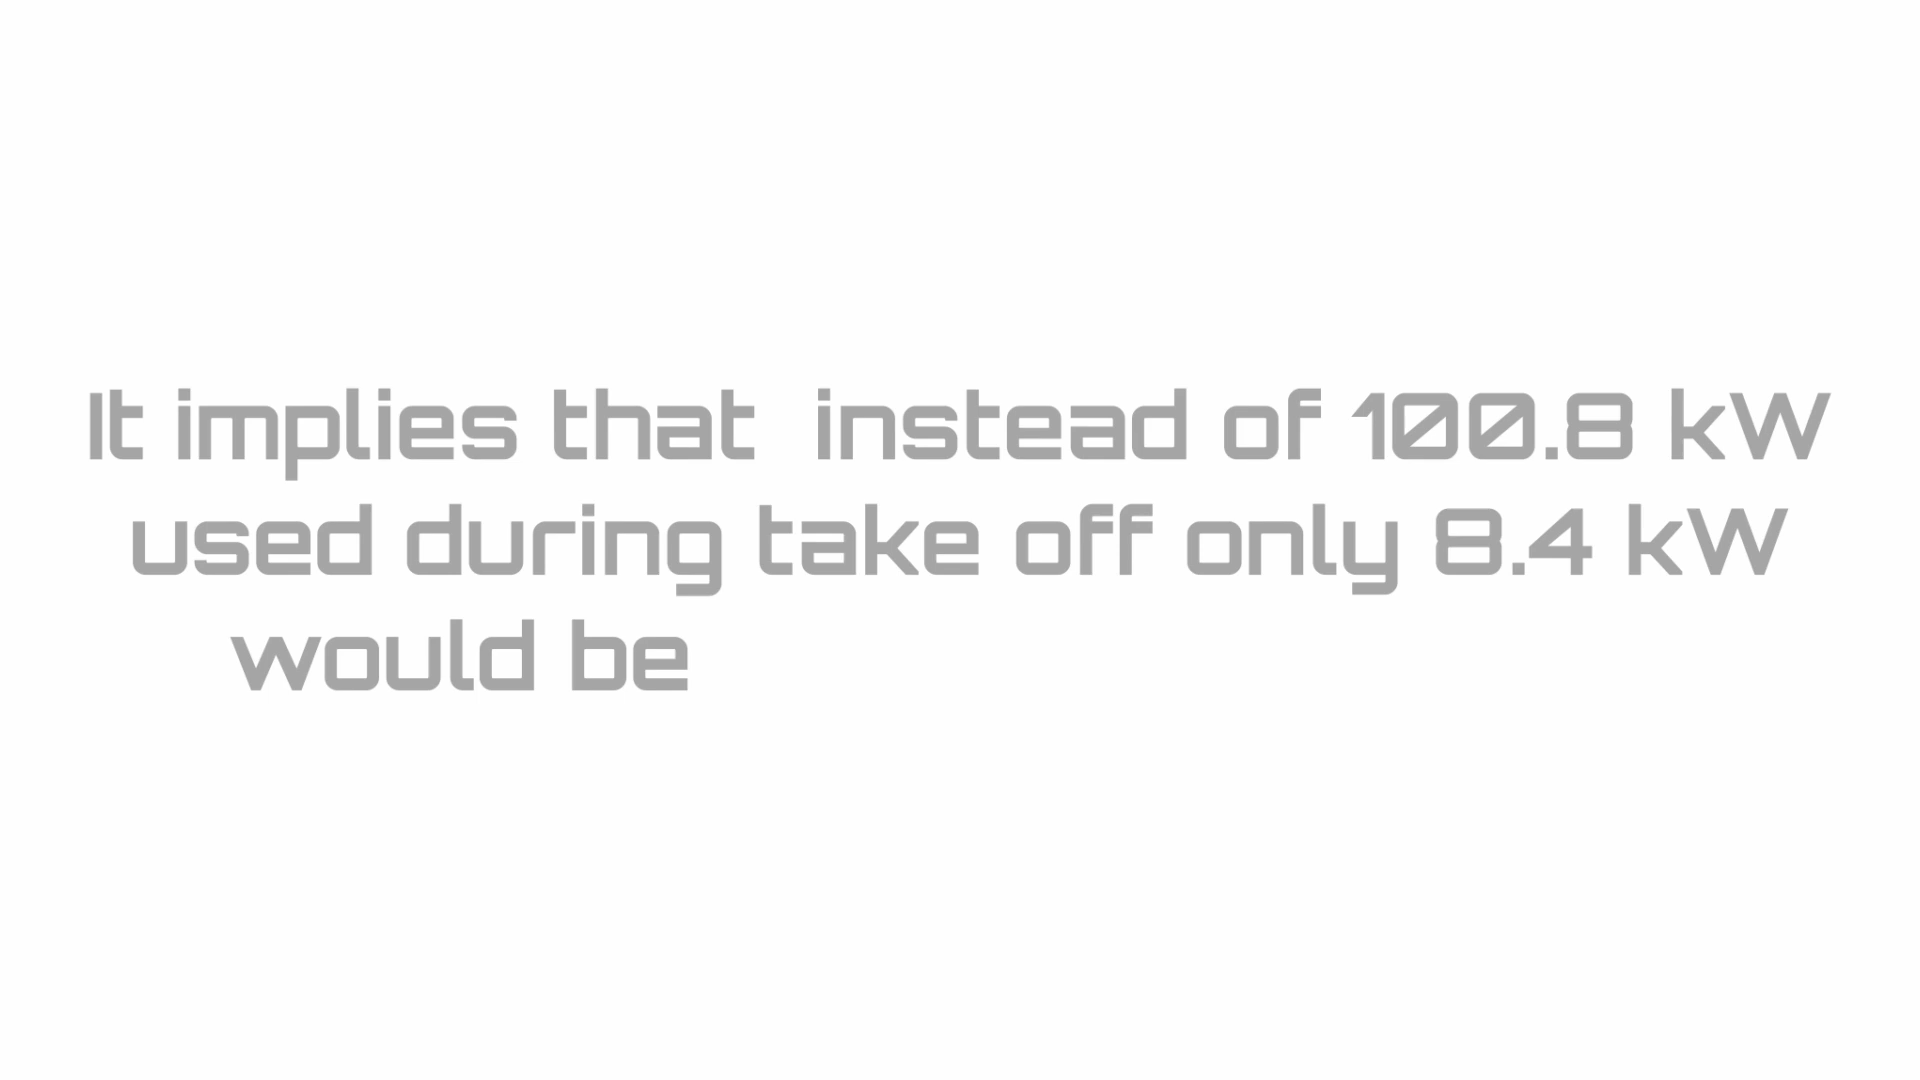 It implies that  instead of 100.8 kW
used during take off only 8.4 kW
would be